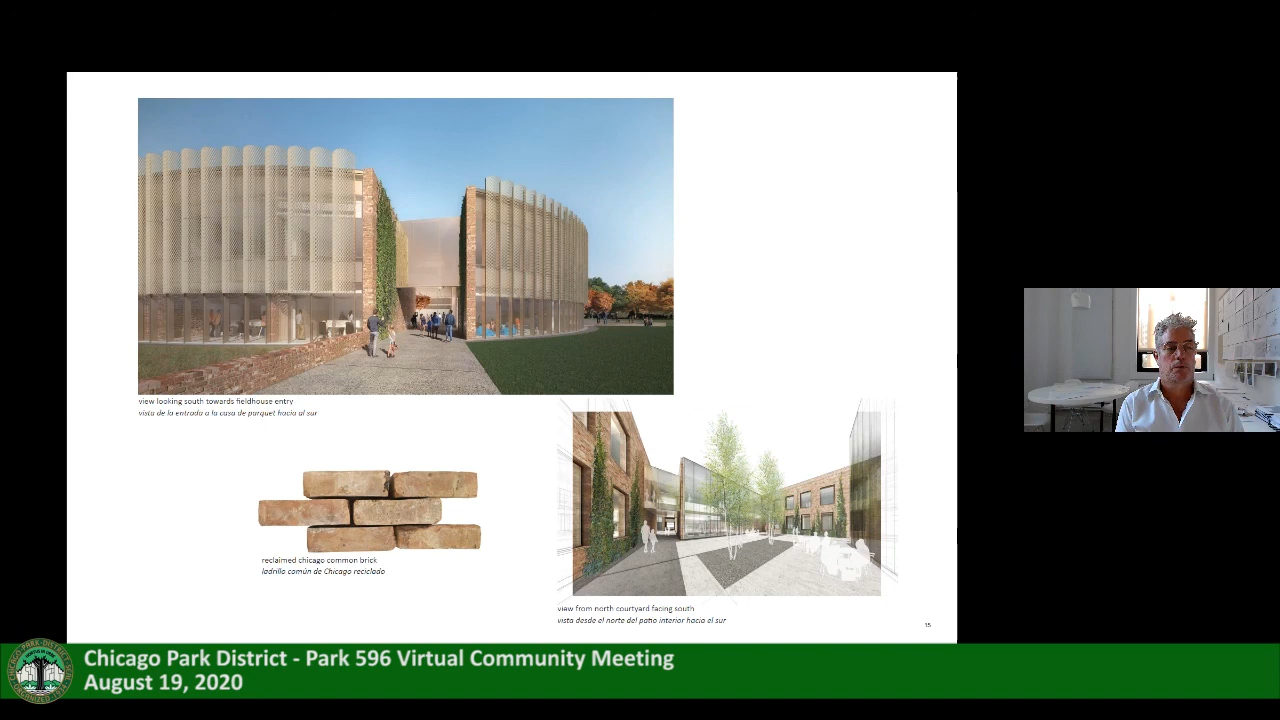 view looking south towards fieldhouse entry
vista de la entrada a la casa de parquet hacia al sur
reclaimed chicago common brick
ladrillo común de Chicago reciclado
view from north courtyard facing south
vista desde el norte del patio interior hacia el sur
15
Chicago Park District - Park 596 Virtual Community Meeting
August 19, 2020